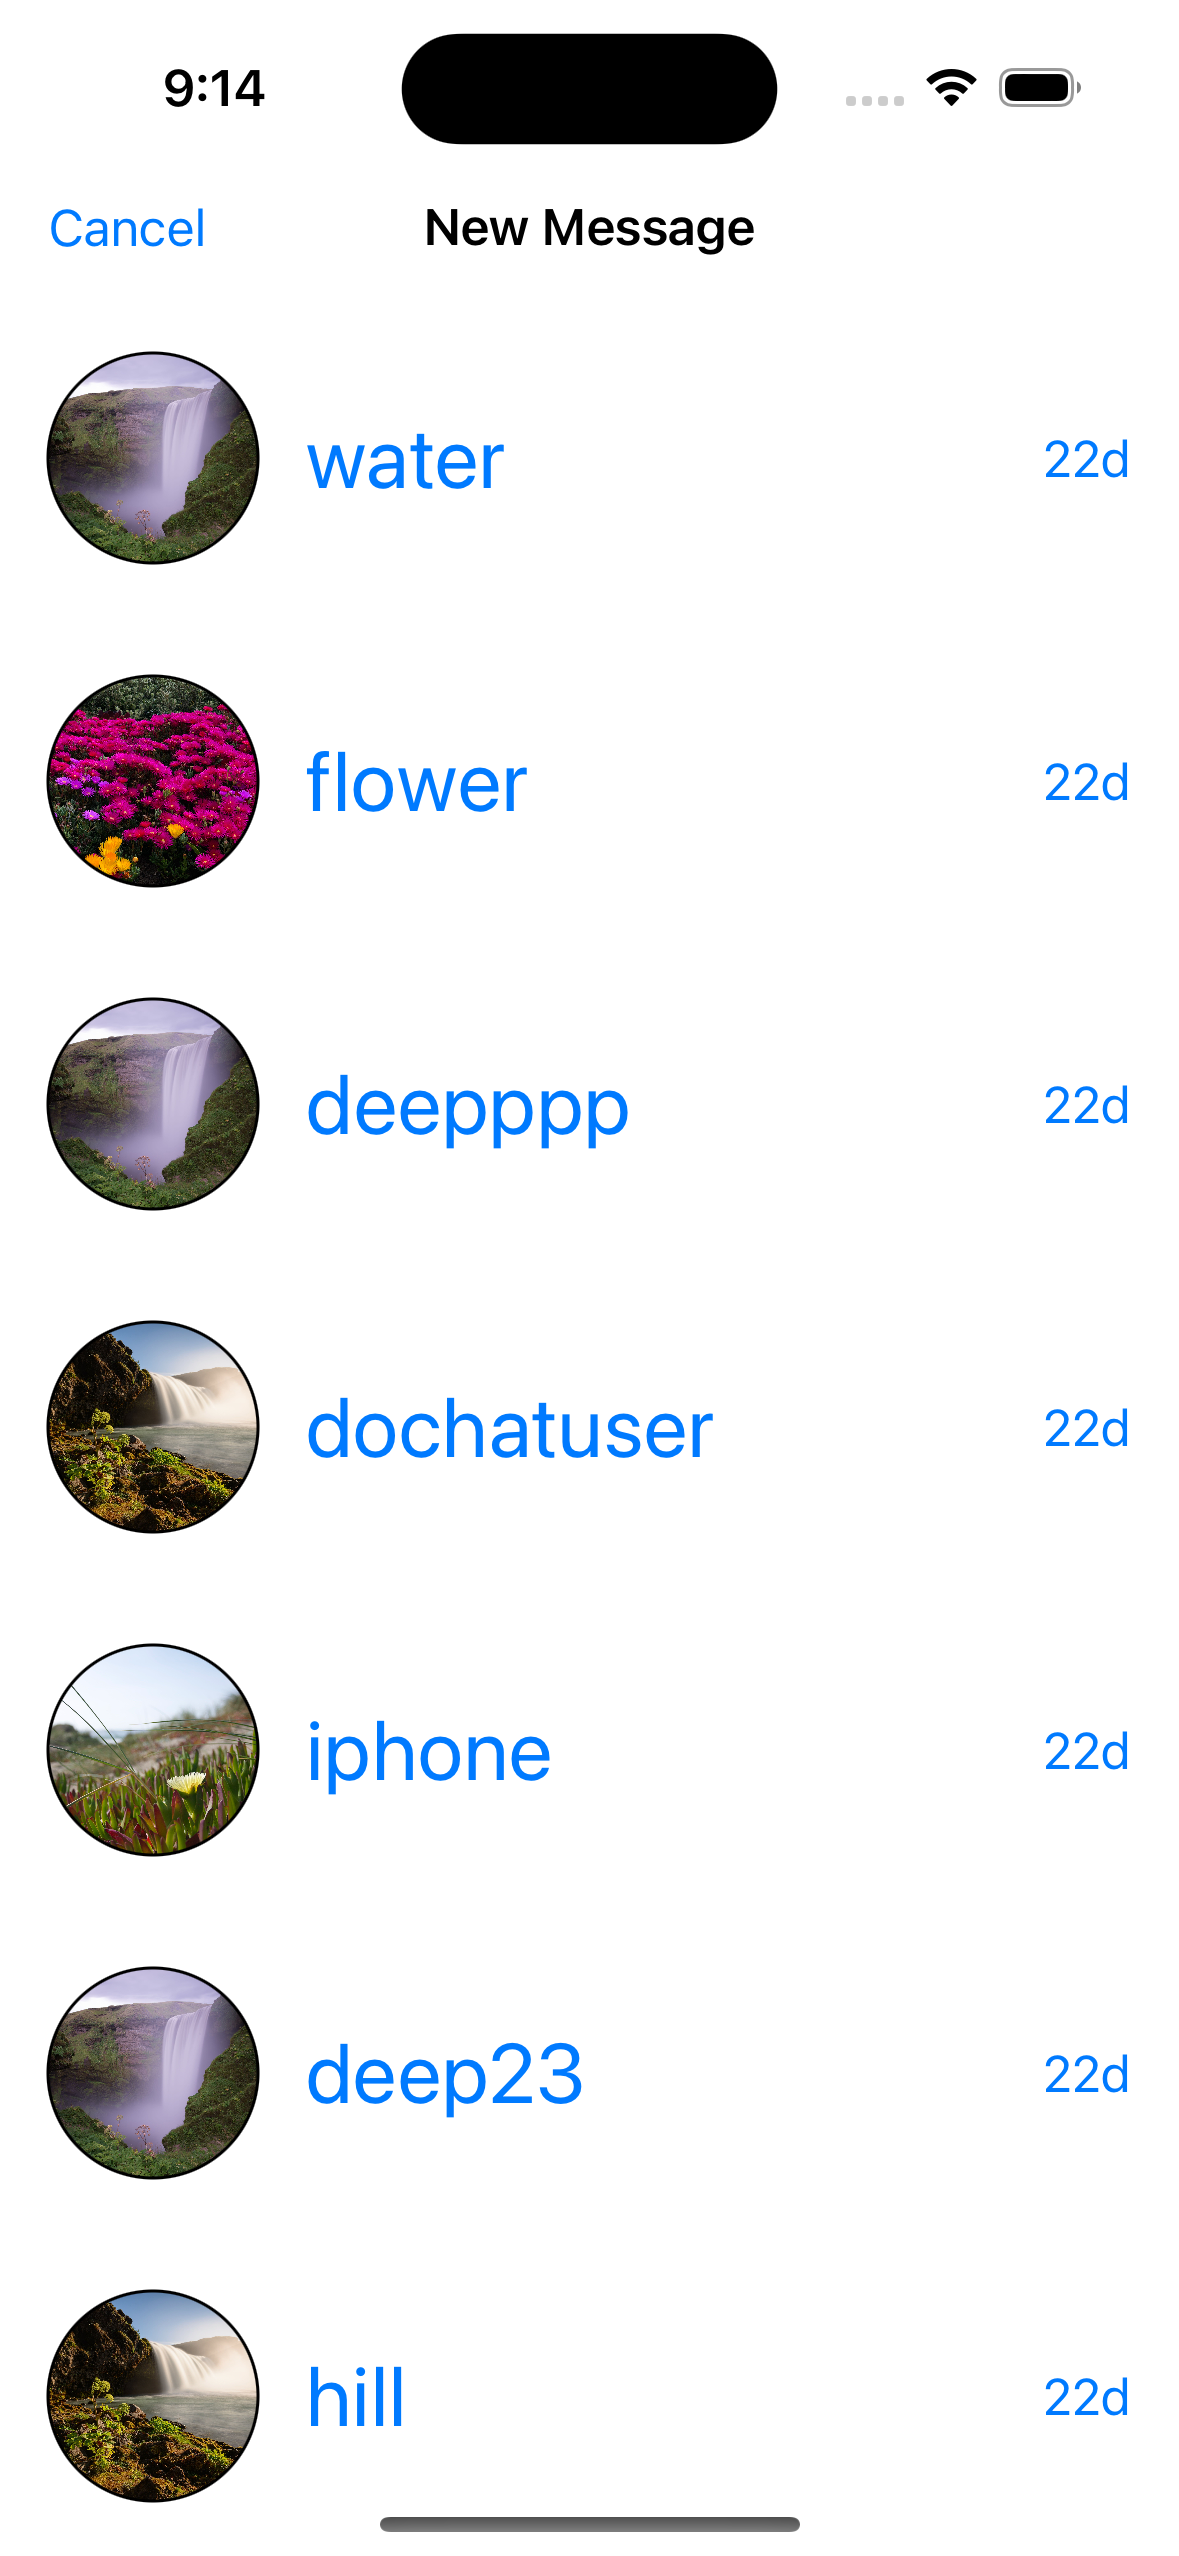 9:14
Cancel New Message
water 22d
flower 22d
deepppp 22d
dochatuser 22d
iphone 22d
deep23 22d
hill 22d